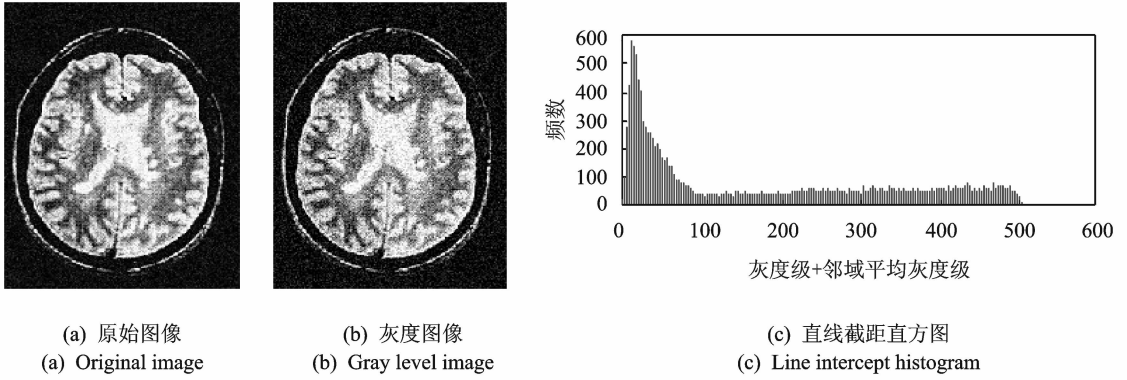 600
500
400
300
200
100
0
频数
0 100 200 300 400 500 600
灰度级+邻域平均灰度级
(a) 原始图像
(a) Original image
(b) 灰度图像
(b) Gray level image
(c) 直线截距直方图
(c) Line intercept histogram